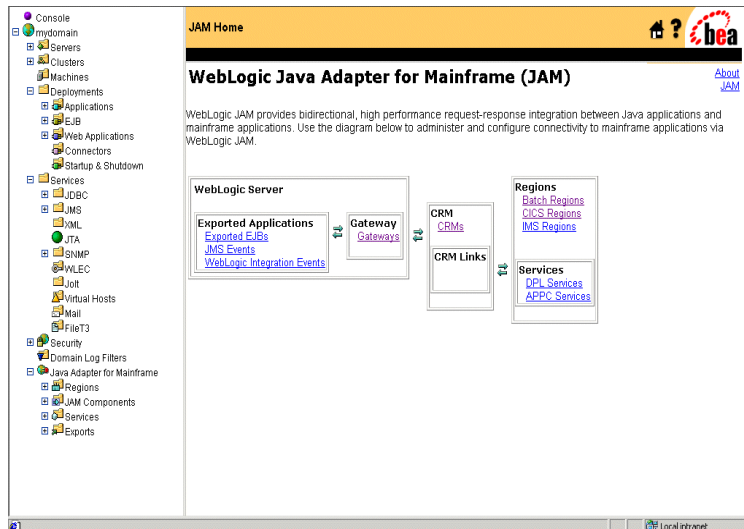 Console
mydomain
Servers
Clusters
Machines
Deployments
Applications
EJB
Web Applications
Connectors
Startup & Shutdown
Services
JDBC
JMS
XML
JTA
SNMP
WLEC
Jolt
Virtual Hosts
Mail
FileT3
Security
Domain Log Filters
Java Adapter for Mainframe
Regions
JAM Components
Services
Exports
JAM Home
?
bea
WebLogic Java Adapter for Mainframe (JAM)
About
JAM
WebLogic JAM provides bidirectional, high performance request-response integration between Java applications and
mainframe applications. Use the diagram below to administer and configure connectivity to mainframe applications via
WebLogic JAM.
WebLogic Server
Exported Applications
Exported EJBs
JMS Events
WebLogic Integration Events
Gateway
Gateways
CRM
CRMs
CRM Links
Regions
Batch Regions
CICS Regions
IMS Regions
Services
DPL Services
APPC Services
Local intranet